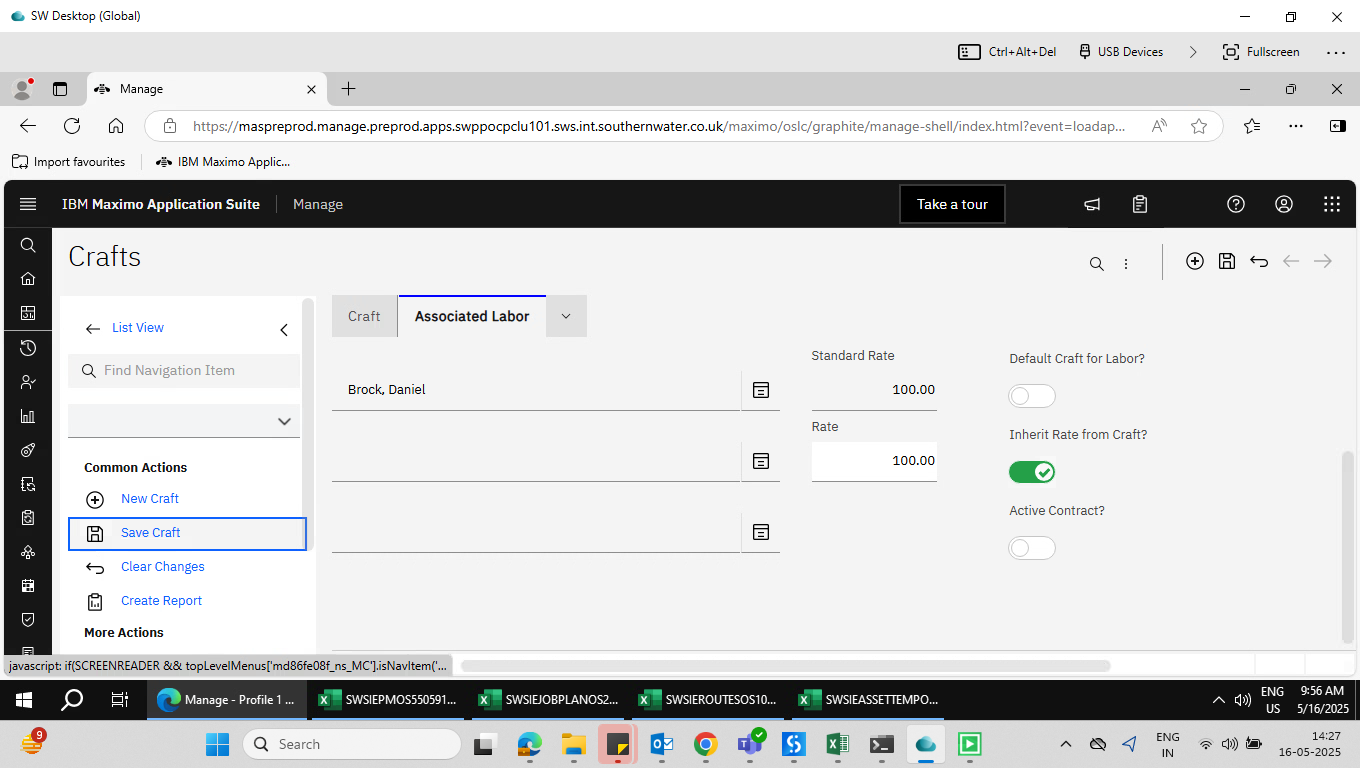 SW Desktop (Global)
Ctrl+Alt+Del
USB Devices
Fullscreen
Manage
https://maspreprod.manage.preprod.apps.swppocpclu101.sws.int.southernwater.co.uk/maximo/oslc/graphite/manage-shell/index.html?event=loadap...
Import favourites
IBM Maximo Applic...
IBM Maximo Application Suite
Manage
Take a tour
Crafts
List View
Find Navigation Item
Common Actions
New Craft
Save Craft
Clear Changes
Create Report
More Actions
Craft
Associated Labor
Brock, Daniel
Standard Rate
100.00
Rate
100.00
Default Craft for Labor?
Inherit Rate from Craft?
Active Contract?
javascript: if(SCREENREADER && topLevelMenus['md86fe08f_ns_MC'].isNavItem('...
Manage - Profile 1 ...
SWSIEPMOS550591...
SWSIEJOBPLANOS2...
SWSIEROUTESOS10...
SWSIEASSETTEMPO...
ENG
US
9:56 AM
5/16/2025
9
Search
ENG
IN
14:27
16-05-2025